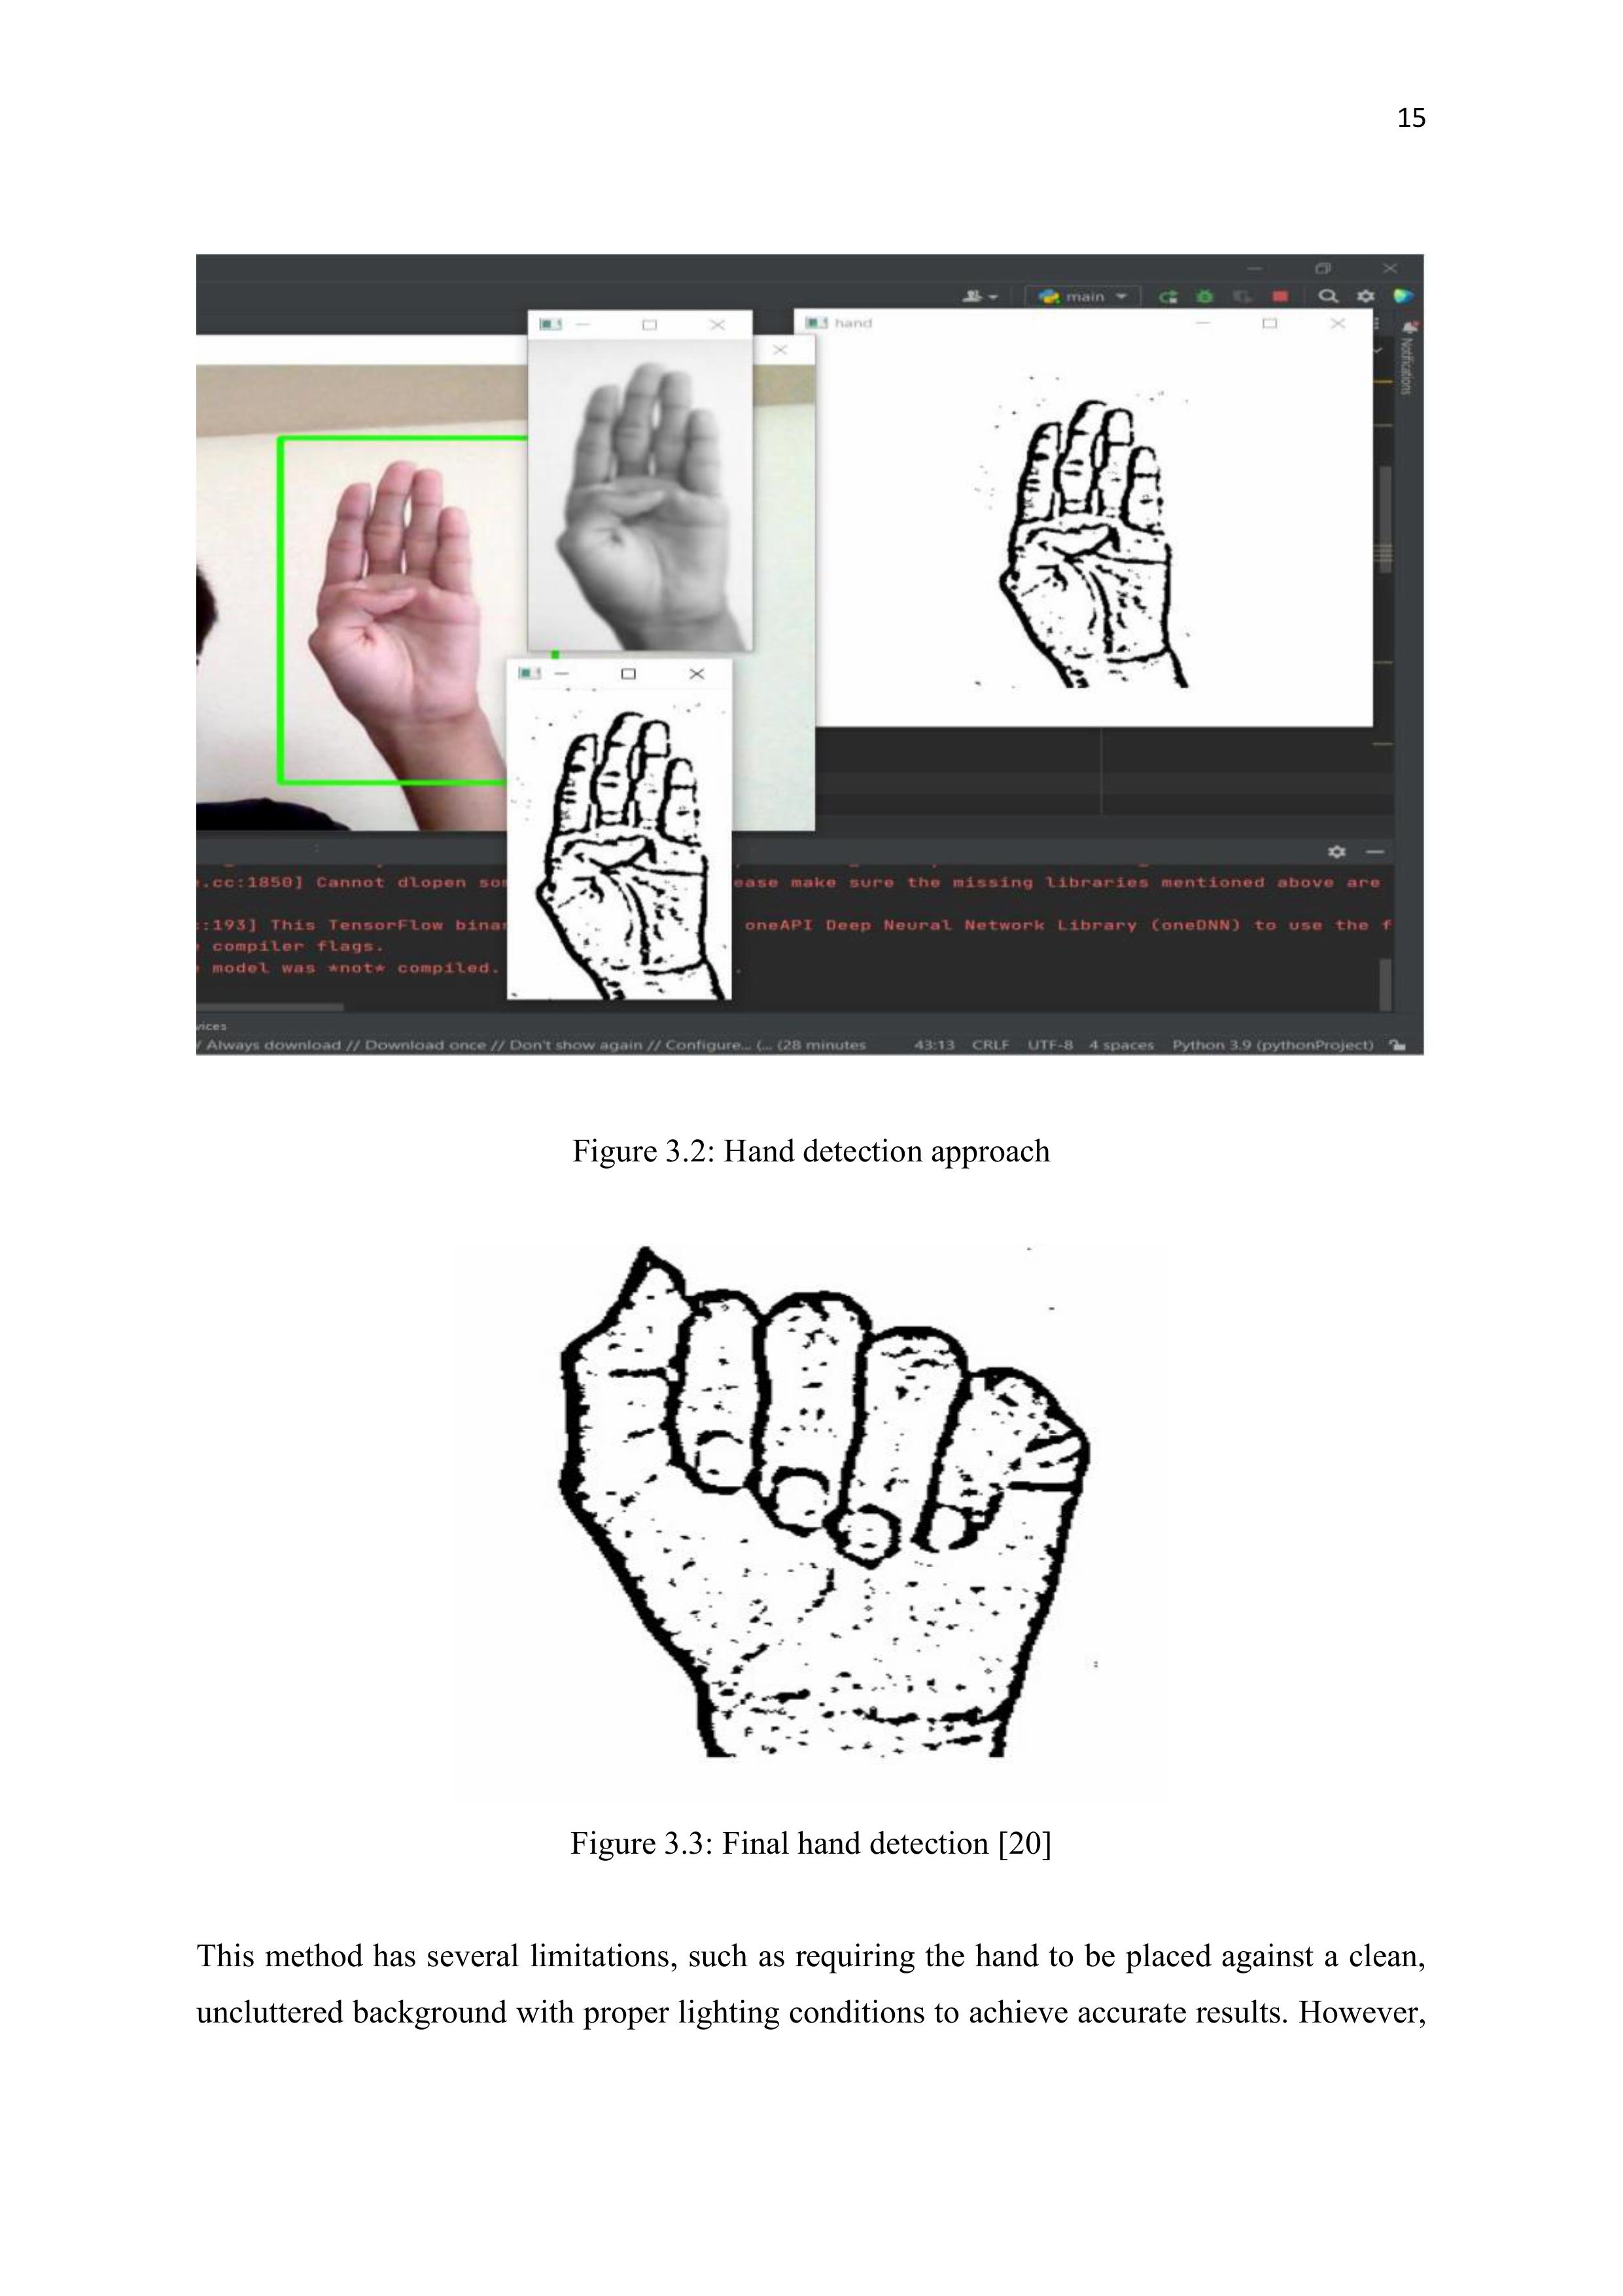 15
main
hand
Notifications
.cc:1850] Cannot dlopen ease make sure the missing libraries mentioned above are
:193] This TensorFlow oneAPI Deep Neural Network Library (oneDNN) to use the f
compiler flags.
model was *not* compiled.
vices
/ Always download // Download once // Don't show again // Configure... (... (28 minutes 43:13 CRLF UTF-8 4 spaces Python 3.9 (pythonProject)
Figure 3.2: Hand detection approach
Figure 3.3: Final hand detection [20]
This method has several limitations, such as requiring the hand to be placed against a clean,
uncluttered background with proper lighting conditions to achieve accurate results. However,